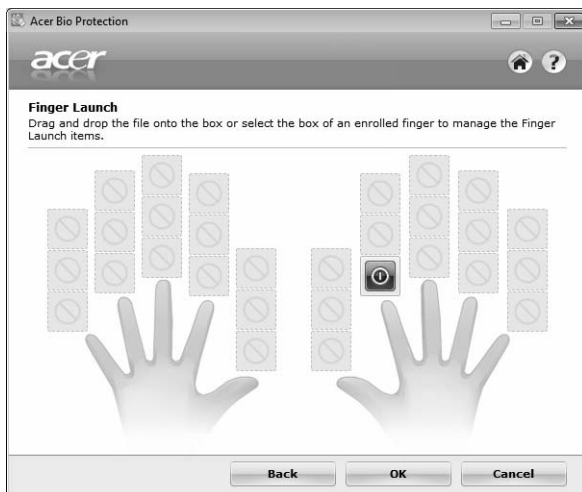 Acer Bio Protection
acer
?
Finger Launch
Drag and drop the file onto the box or select the box of an enrolled finger to manage the Finger
Launch items.
Back OK Cancel